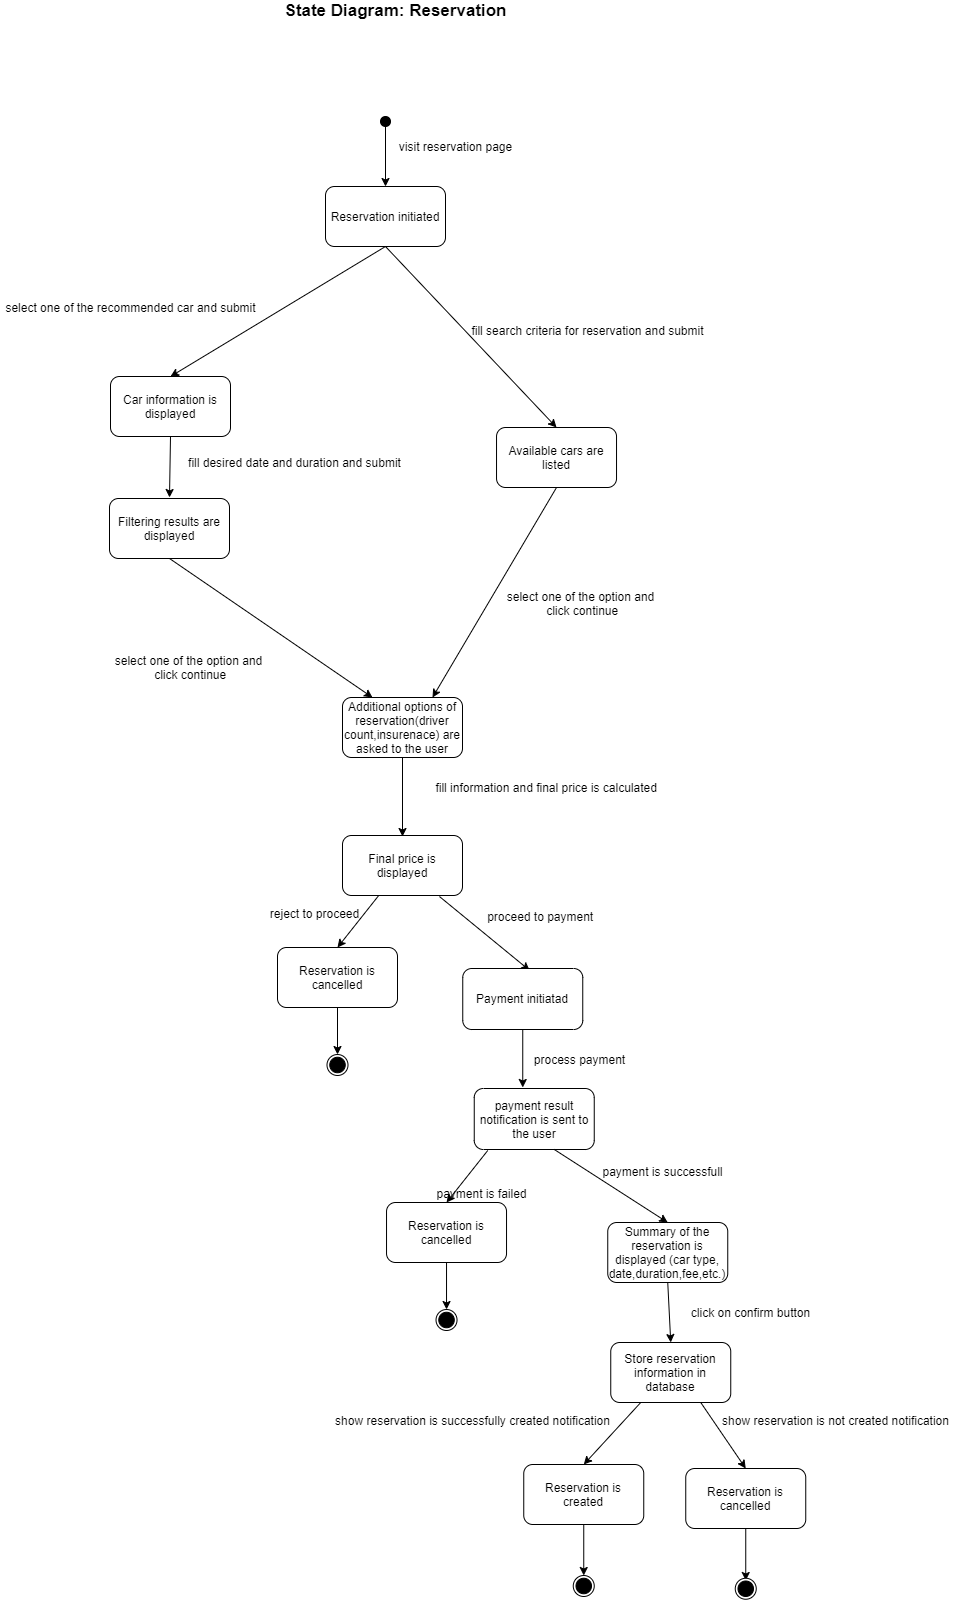 State Diagram: Reservation
visit reservation page
Reservation initiated
select one of the recommended car and submit
fill search criteria for reservation and submit
Car information is
displayed
Available cars are
listed
fill desired date and duration and submit
Filtering results are
displayed
select one of the option and
click continue
select one of the option and
click continue
Additional options of
reservation(driver
count,insurenace) are
asked to the user
fill information and final price is calculated
Final price is
displayed
reject to proceed
proceed to payment
Reservation is
cancelled
Payment initiatad
process payment
payment result
notification is sent to
the user
payment is failed
payment is successfull
Reservation is
cancelled
Summary of the
reservation is
displayed (car type,
date,duration,fee,etc.)
click on confirm button
Store reservation
information in
database
show reservation is successfully created notification
show reservation is not created notification
Reservation is
created
Reservation is
cancelled